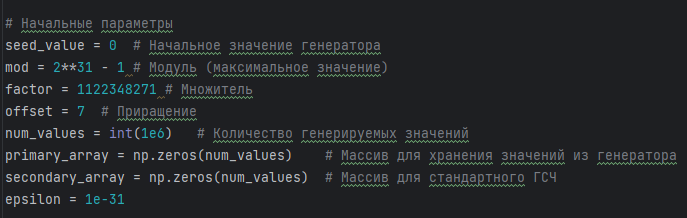 # Начальные параметры
seed_value = 0  # Начальное значение генератора
mod = 2**31 - 1 # Модуль (максимальное значение)
factor = 1122348271 # Множитель
offset = 7  # Приращение
num_values = int(1e6)   # Количество генерируемых значений
primary_array = np.zeros(num_values)    # Массив для хранения значений из генератора
secondary_array = np.zeros(num_values)  # Массив для стандартного ГСЧ
epsilon = 1e-31